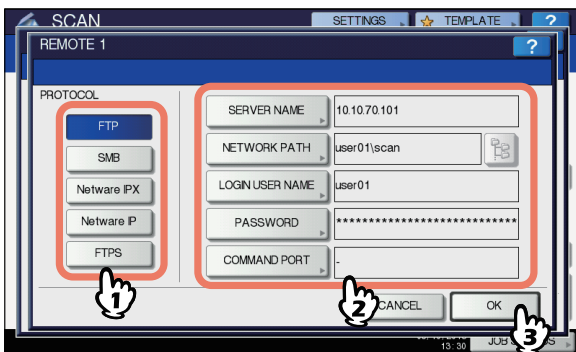 SCAN
SETTINGS
TEMPLATE
?
REMOTE 1
?
PROTOCOL
FTP
SMB
Netware IPX
Netware IP
FTPS
SERVER NAME
10.10.70.101
NETWORK PATH
user01\scan
LOGIN USER NAME
user01
PASSWORD
*****************************
COMMAND PORT
-
CANCEL
OK
1
2
3
13:30
JOB